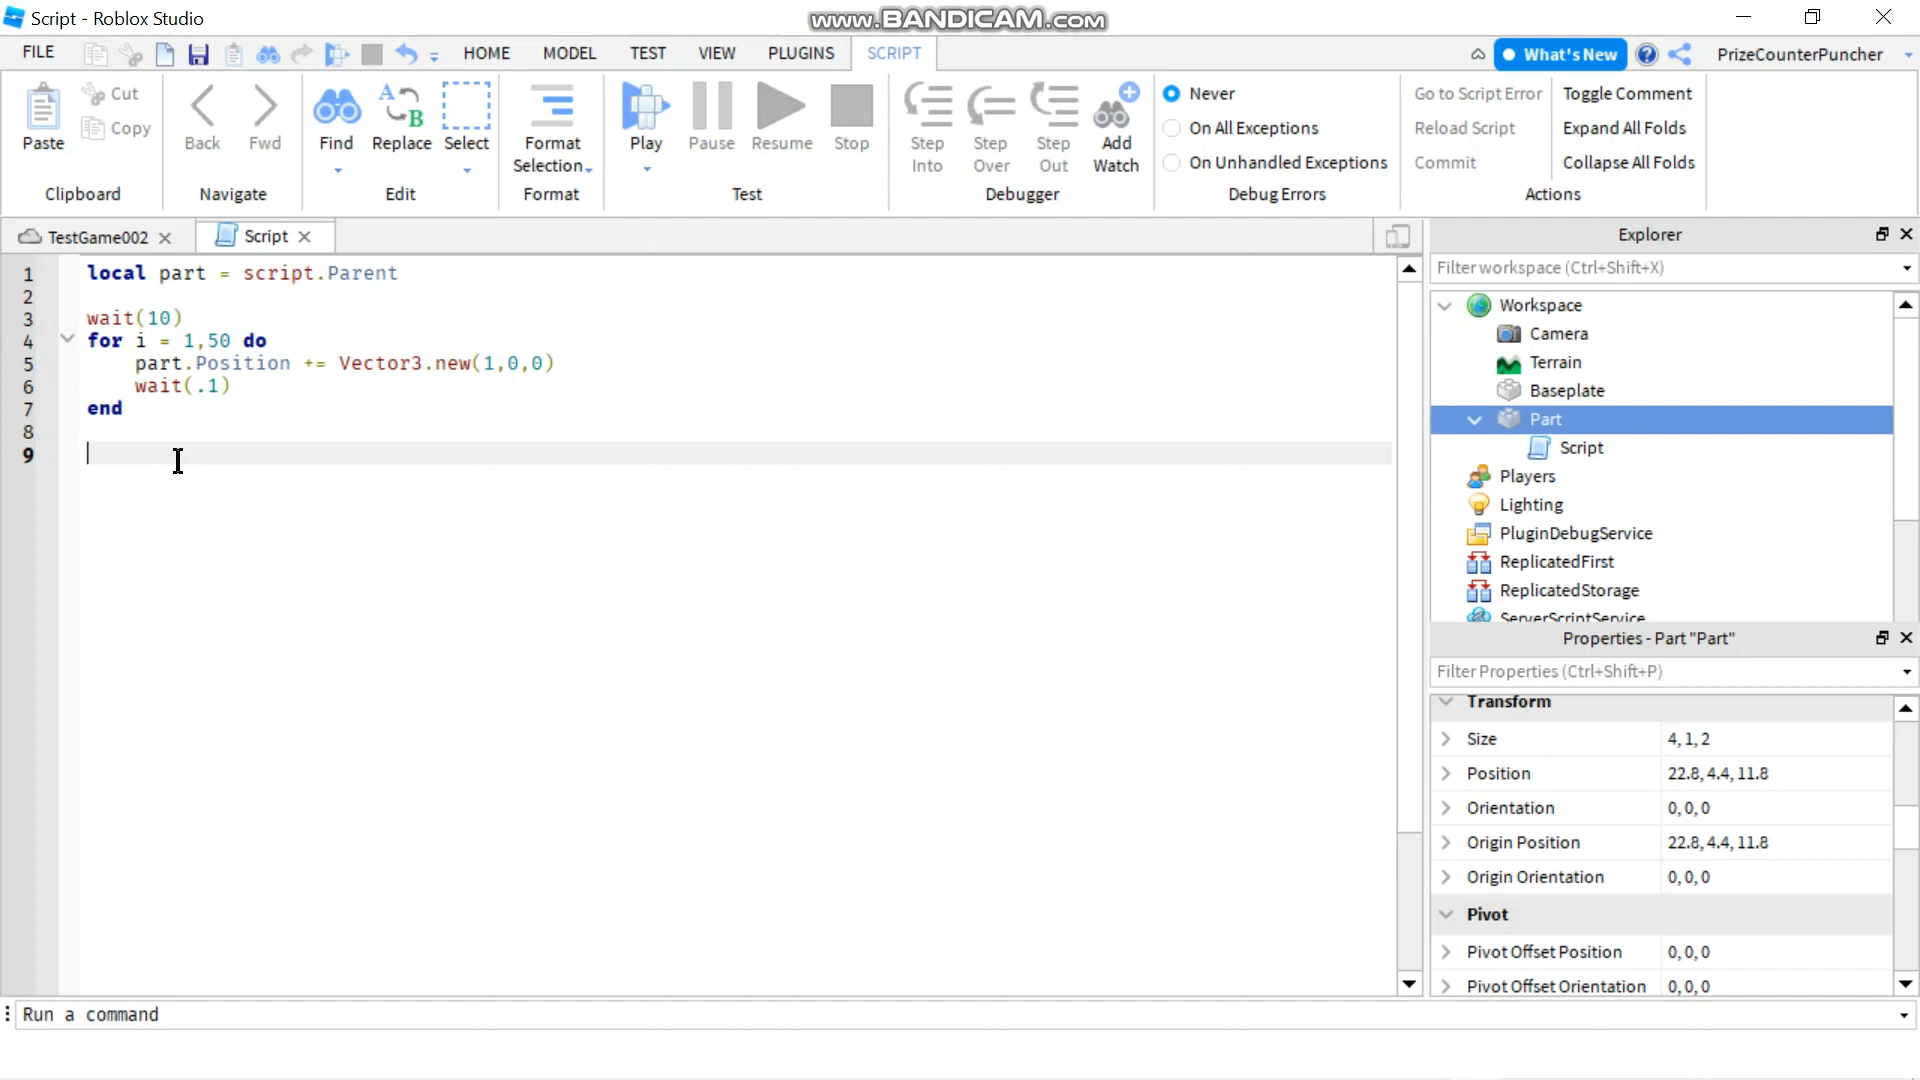 Script - Roblox Studio
www.BANDICAM.com
FILE
HOME
MODEL
TEST
VIEW
PLUGINS
SCRIPT
What's New
PrizeCounterPuncher
Paste
Cut
Copy
Clipboard
Back
Fwd
Navigate
Find
Replace
Select
Edit
Format
Selection
Format
Play
Pause
Resume
Stop
Test
Step
Into
Step
Over
Step
Out
Add
Watch
Debugger
Never
On All Exceptions
On Unhandled Exceptions
Debug Errors
Go to Script Error
Reload Script
Commit
Toggle Comment
Expand All Folds
Collapse All Folds
Actions
TestGame002
Script
1 local part = script.Parent
2
3 wait(10)
4 for i = 1,50 do
5 part.Position += Vector3.new(1,0,0)
6 wait(.1)
7 end
8
9
Explorer
Filter workspace (Ctrl+Shift+X)
Workspace
Camera
Terrain
Baseplate
Part
Script
Players
Lighting
PluginDebugService
ReplicatedFirst
ReplicatedStorage
ServerScriptService
Properties - Part "Part"
Filter Properties (Ctrl+Shift+P)
Transform
Size 4, 1, 2
Position 22.8, 4.4, 11.8
Orientation 0, 0, 0
Origin Position 22.8, 4.4, 11.8
Origin Orientation 0, 0, 0
Pivot
Pivot Offset Position 0, 0, 0
Pivot Offset Orientation 0, 0, 0
Run a command